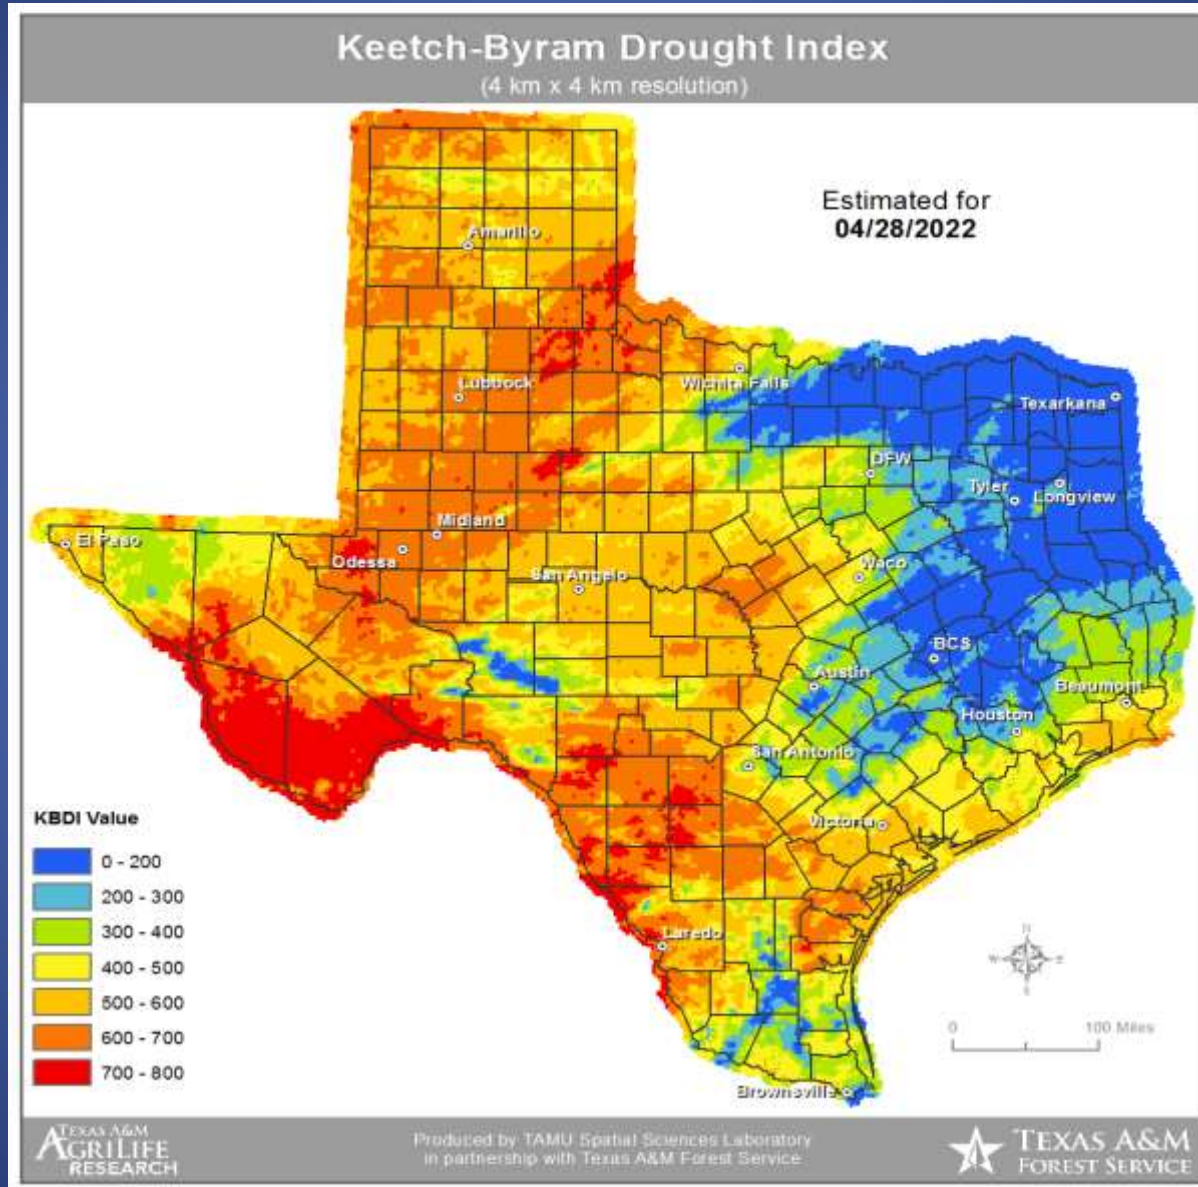 Keetch-Byram Drought Index
(4 km x 4 km resolution)
Estimated for
04/28/2022
Amarillo
Lubbock
Wichita Falls
Texarkana
DFW
Tyler
Longview
Midland
El Paso
Odessa
San Angelo
Waco
BCS
Austin
Beaumont
Houston
San Antonio
Victoria
Laredo
Brownsville
KBDI Value
0 - 200
200 - 300
300 - 400
400 - 500
500 - 600
600 - 700
700 - 800
N
W
E
S
0 100 Miles
TEXAS A&M
AGRILIFE
RESEARCH
Produced by TAMU Spatial Sciences Laboratory
in partnership with Texas A&M Forest Service
TEXAS A&M
FOREST SERVICE